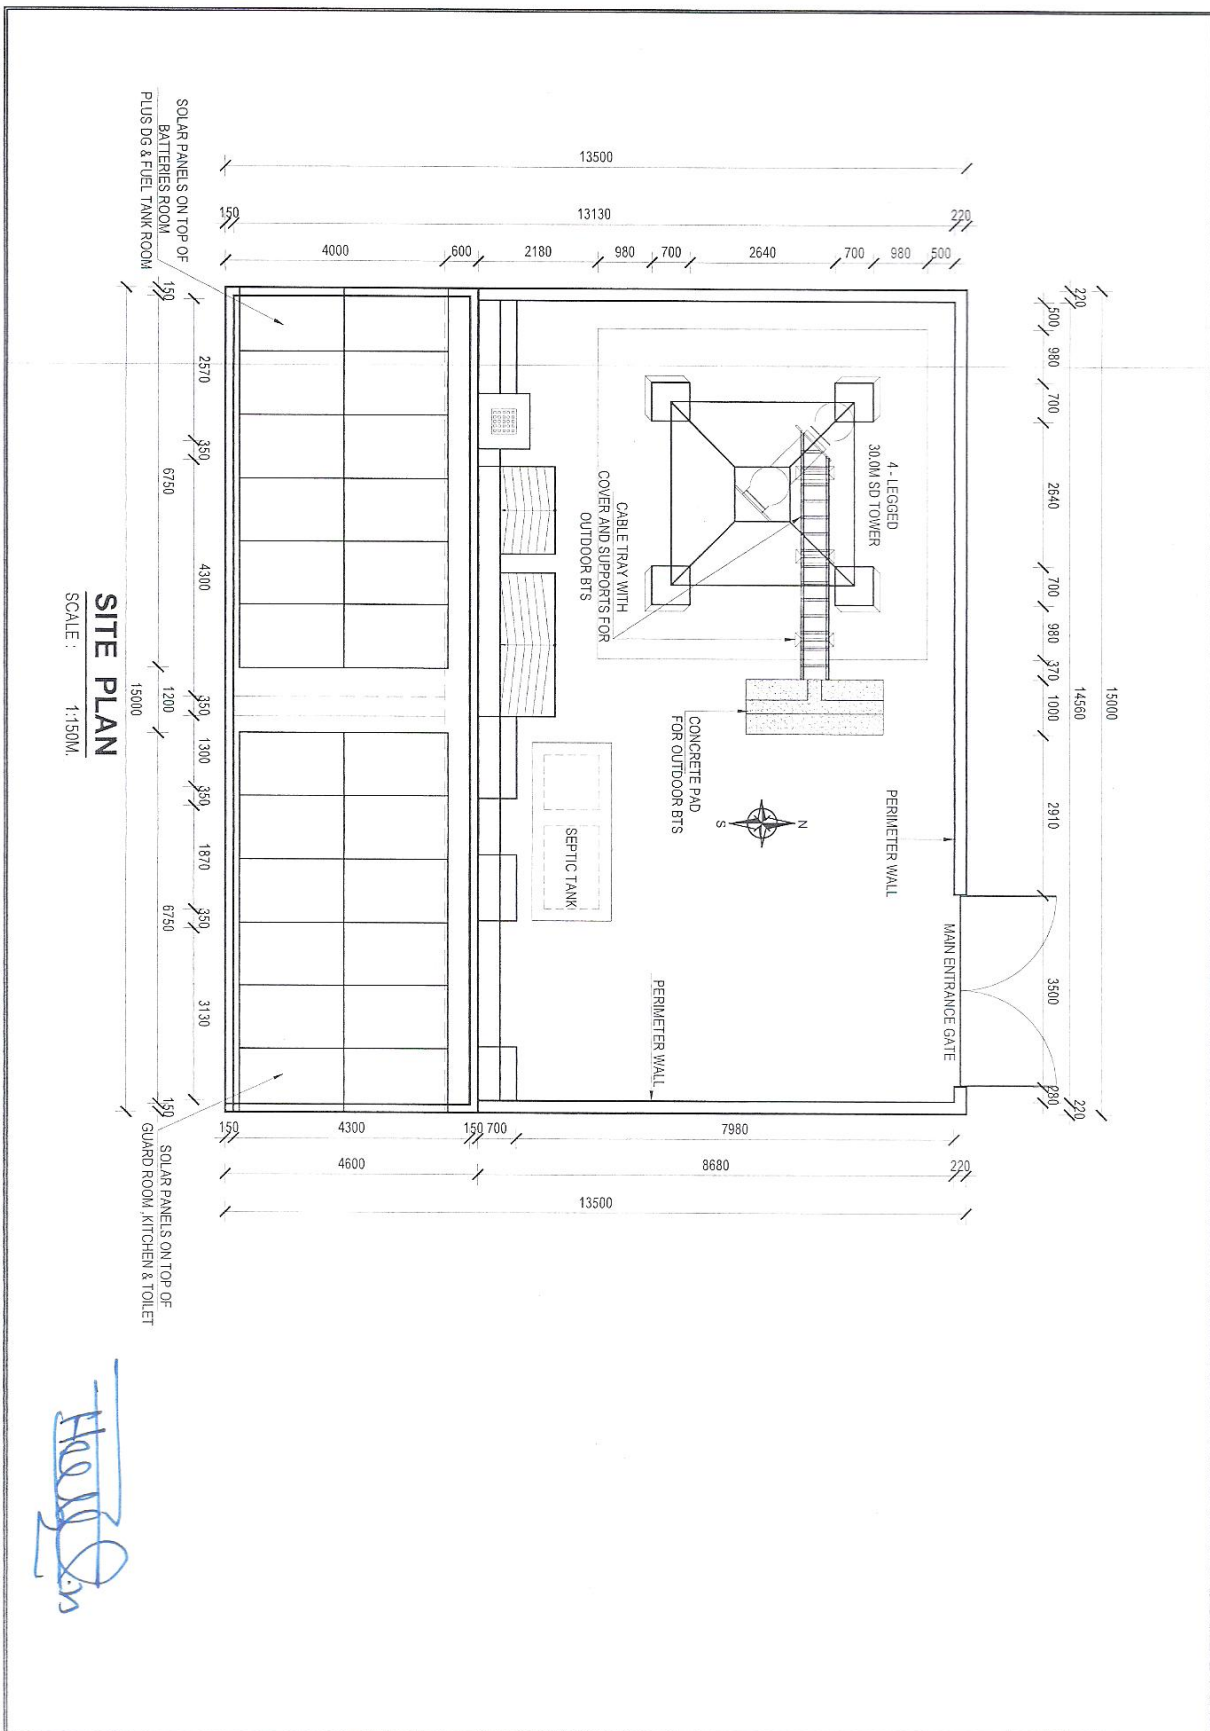 13500
150
13130
220
4000
600
2180
980
700
2640
700
980
500
15000
220
14560
220
500
980
700
2640
700
980
370
1000
2910
3500
280
4 - LEGGED
30.0M SD TOWER
CABLE TRAY WITH
COVER AND SUPPORTS FOR
OUTDOOR BTS
CONCRETE PAD
FOR OUTDOOR BTS
N
S
PERIMETER WALL
MAIN ENTRANCE GATE
PERIMETER WALL
SEPTIC TANK
SOLAR PANELS ON TOP OF
BATTERIES ROOM
PLUS DG & FUEL TANK ROOM
2570
350
4300
350
1300
350
1870
350
3130
150
6750
1200
6750
150
15000
SOLAR PANELS ON TOP OF
GUARD ROOM ,KITCHEN & TOILET
150
4300
150
700
7980
4600
8680
220
13500
SITE PLAN
SCALE : 1:150M.